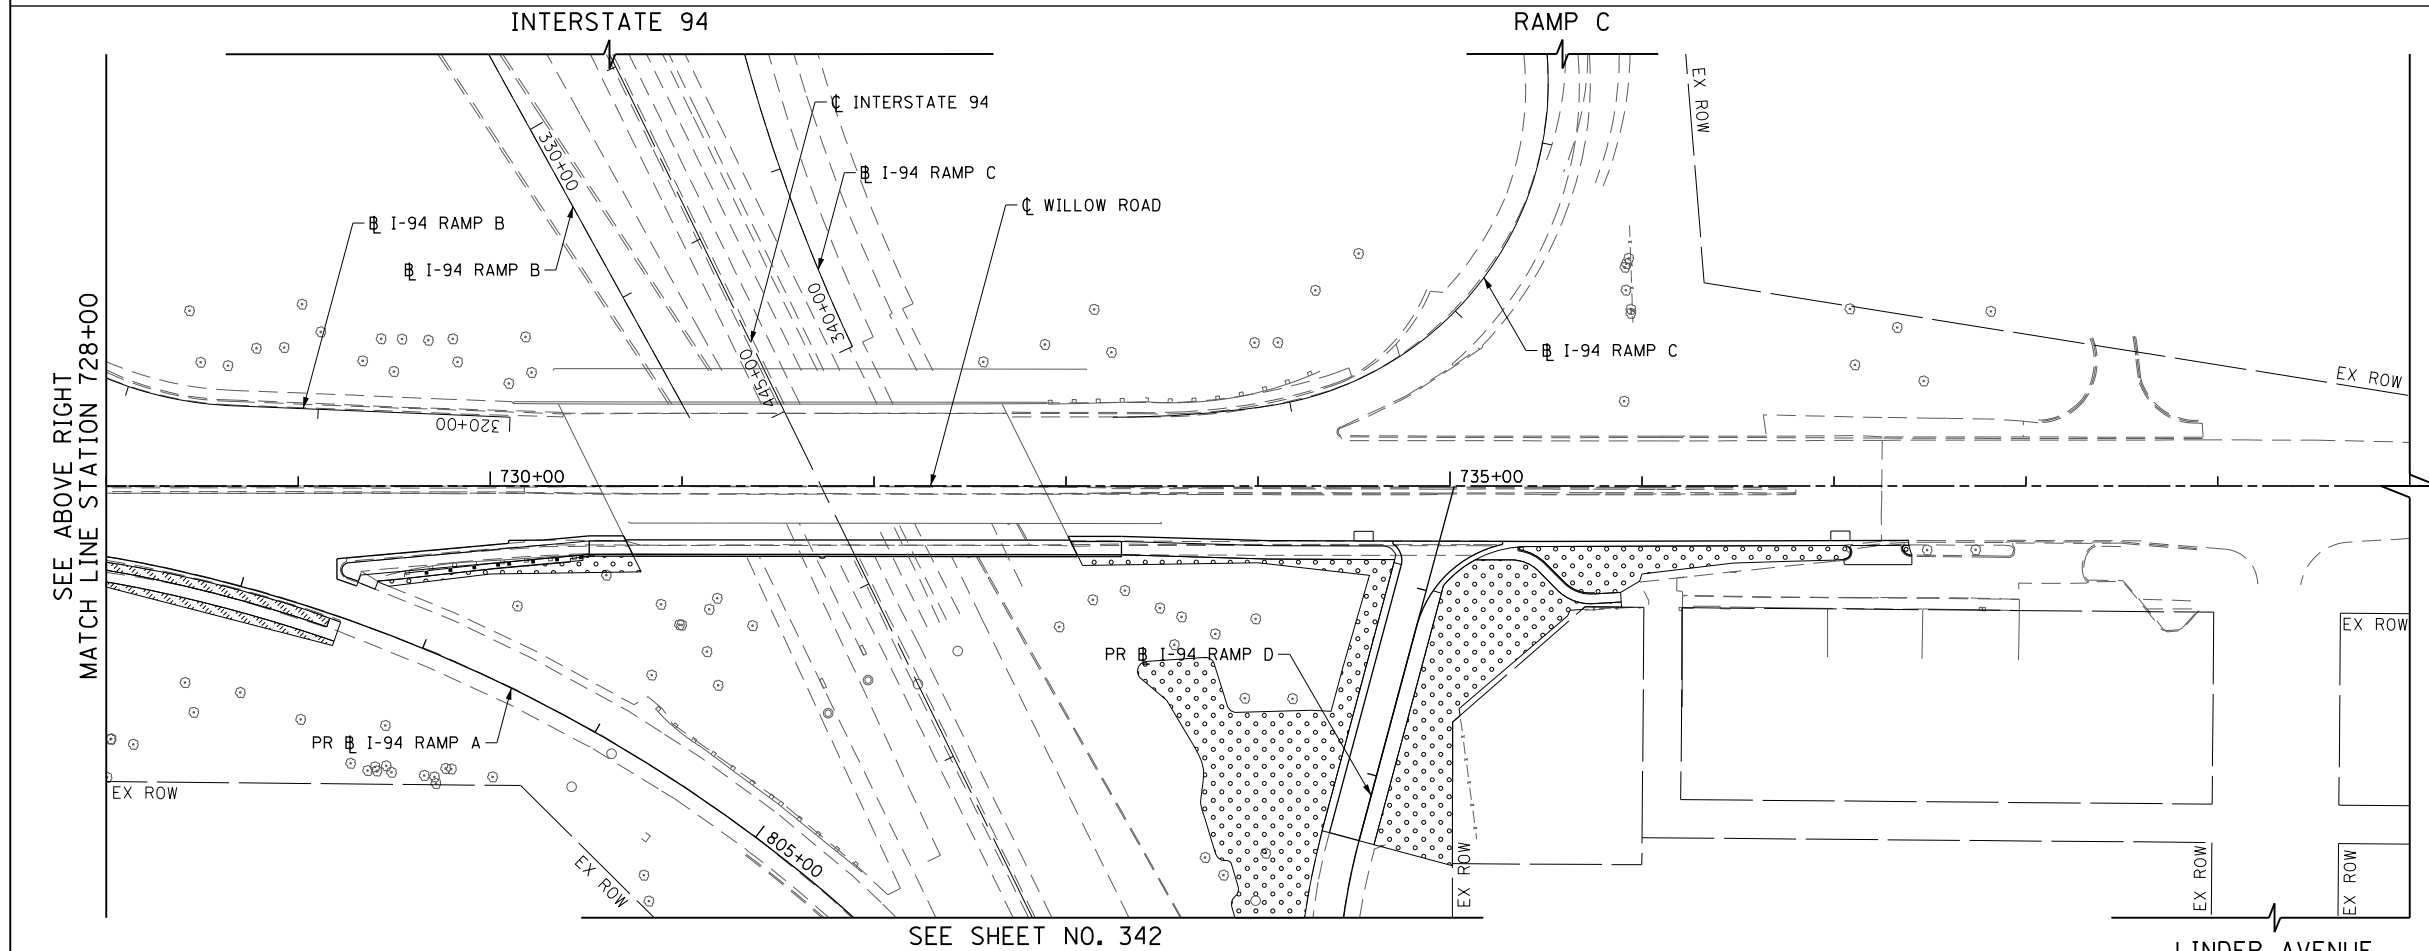 INTERSTATE 94
RAMP C
EX ROW
℄ INTERSTATE 94
330+00
℄ I-94 RAMP C
℄ WILLOW ROAD
℄ I-94 RAMP B
℄ I-94 RAMP B
340+00
SEE ABOVE RIGHT
MATCH LINE STATION 728+00
℄ I-94 RAMP C
445+00
EX ROW
320+00
730+00
735+00
EX ROW
PR ℄ I-94 RAMP D
PR ℄ I-94 RAMP A
EX ROW
805+00
EX ROW
EX ROW
EX ROW
EX ROW
SEE SHEET NO. 342
LINDER AVENUE